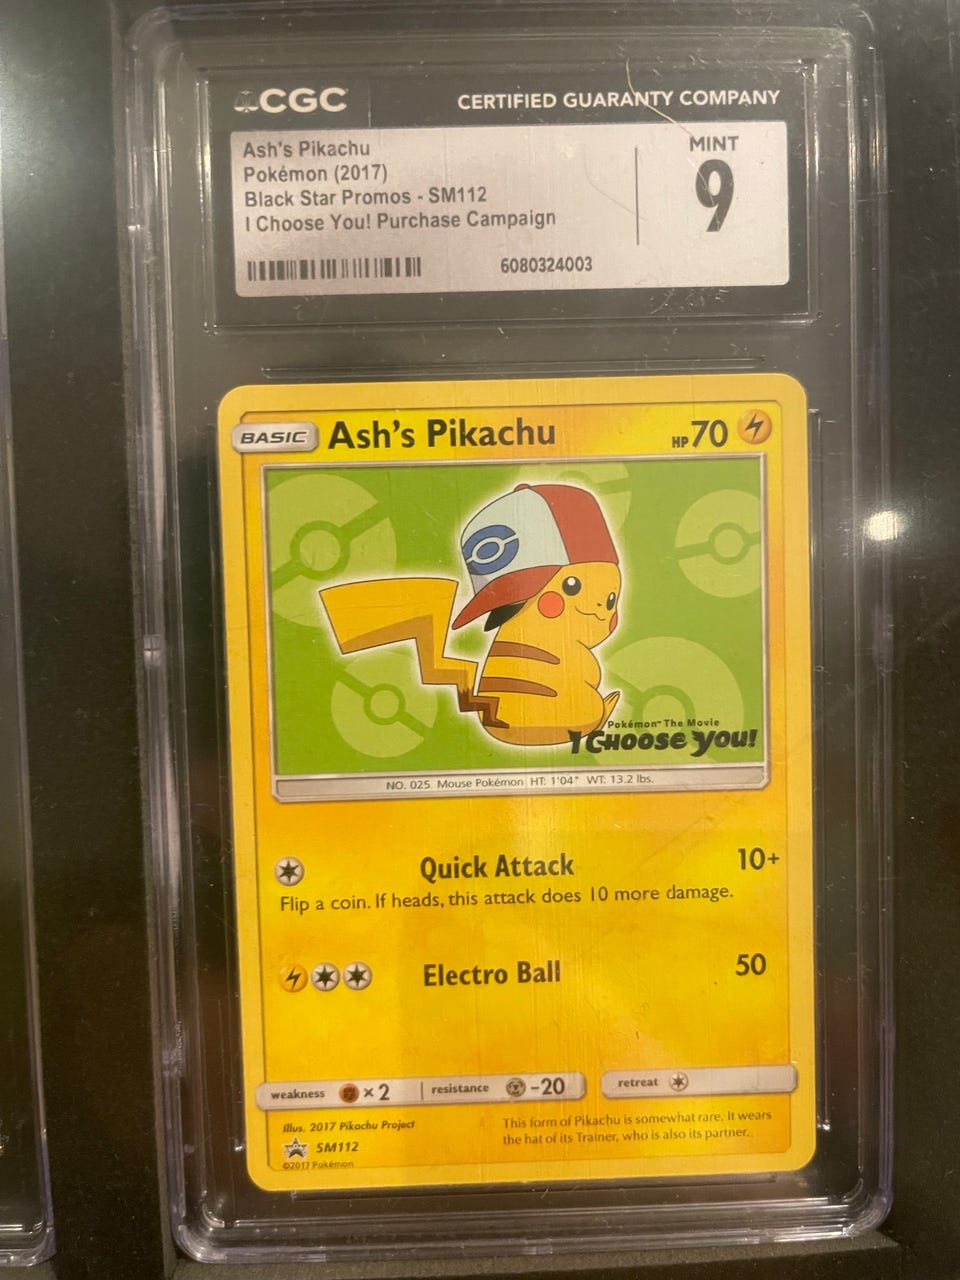 CGC
CERTIFIED GUARANTY COMPANY
Ash's Pikachu
Pokémon (2017)
Black Star Promos - SM112
I Choose You! Purchase Campaign
6080324003
MINT
9
BASIC Ash's Pikachu HP 70
Pokémon™ The Movie
I CHOOSE YOU!
NO. 025 Mouse Pokémon HT: 1'04" WT: 13.2 lbs.
Quick Attack 10+
Flip a coin. If heads, this attack does 10 more damage.
Electro Ball 50
weakness ×2 resistance -20 retreat
Illus. 2017 Pikachu Project
SM112
©2017 Pokémon
This form of Pikachu is somewhat rare. It wears
the hat of its Trainer, who is also its partner.